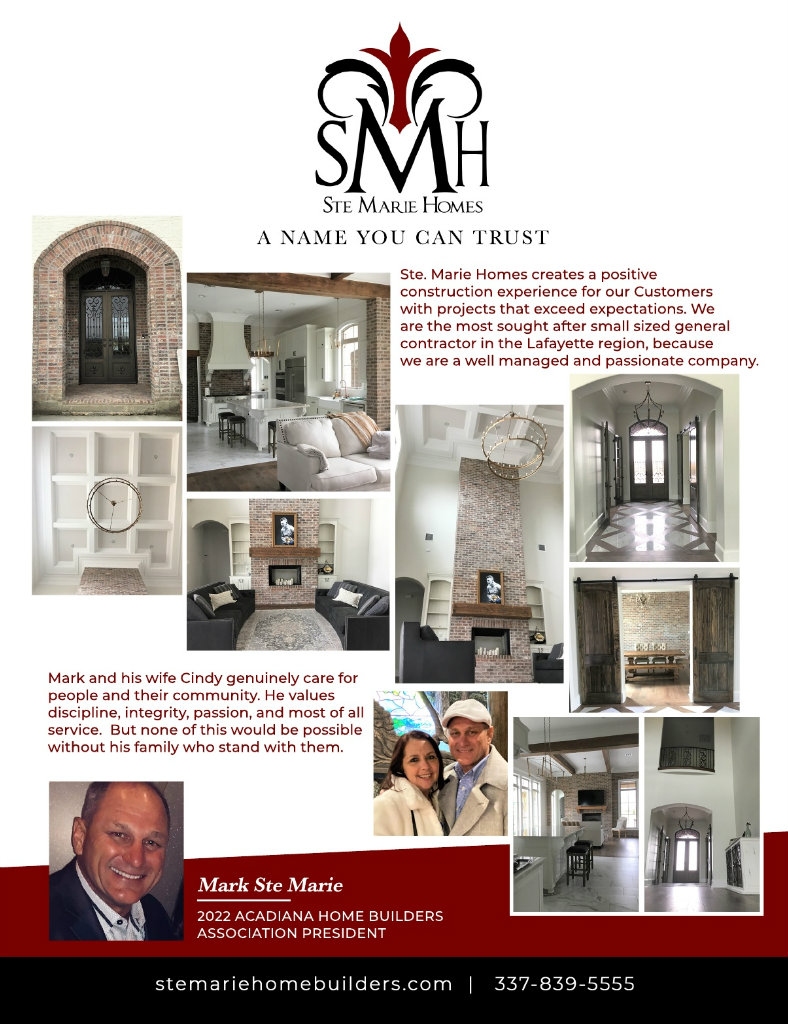 SMH
STE MARIE HOMES
A NAME YOU CAN TRUST
Ste. Marie Homes creates a positive
construction experience for our Customers
with projects that exceed expectations. We
are the most sought after small sized general
contractor in the Lafayette region, because
we are a well managed and passionate company.
Mark and his wife Cindy genuinely care for
people and their community. He values
discipline, integrity, passion, and most of all
service.  But none of this would be possible
without his family who stand with them.
Mark Ste Marie
2022 ACADIANA HOME BUILDERS
ASSOCIATION PRESIDENT
stemariehomebuilders.com | 337-839-5555